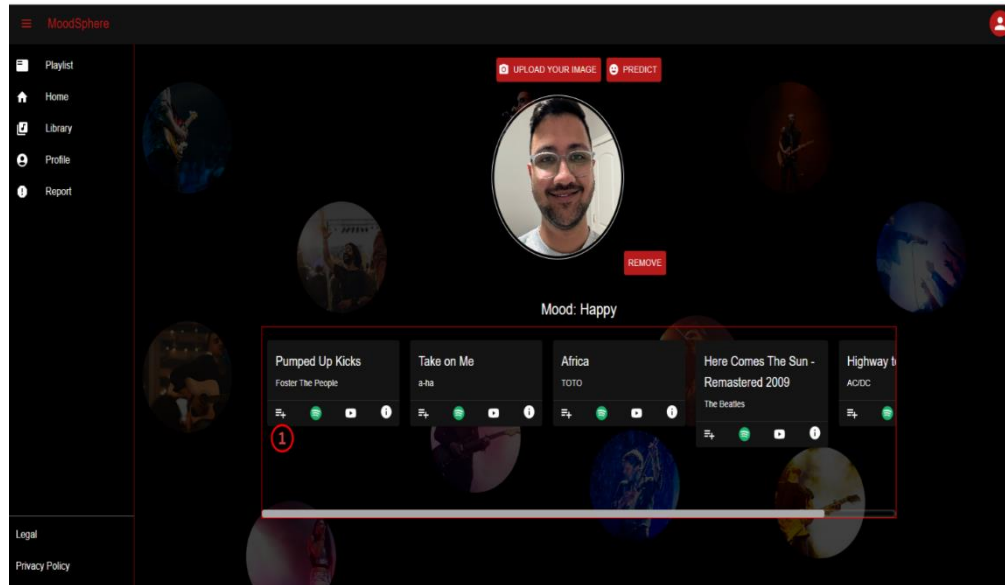 MoodSphere
Playlist
Home
Library
Profile
Report
Legal
Privacy Policy
UPLOAD YOUR IMAGE
PREDICT
REMOVE
Mood: Happy
Pumped Up Kicks
Foster The People
1
Take on Me
a-ha
Africa
TOTO
Here Comes The Sun -
Remastered 2009
The Beatles
Highway t
AC/DC